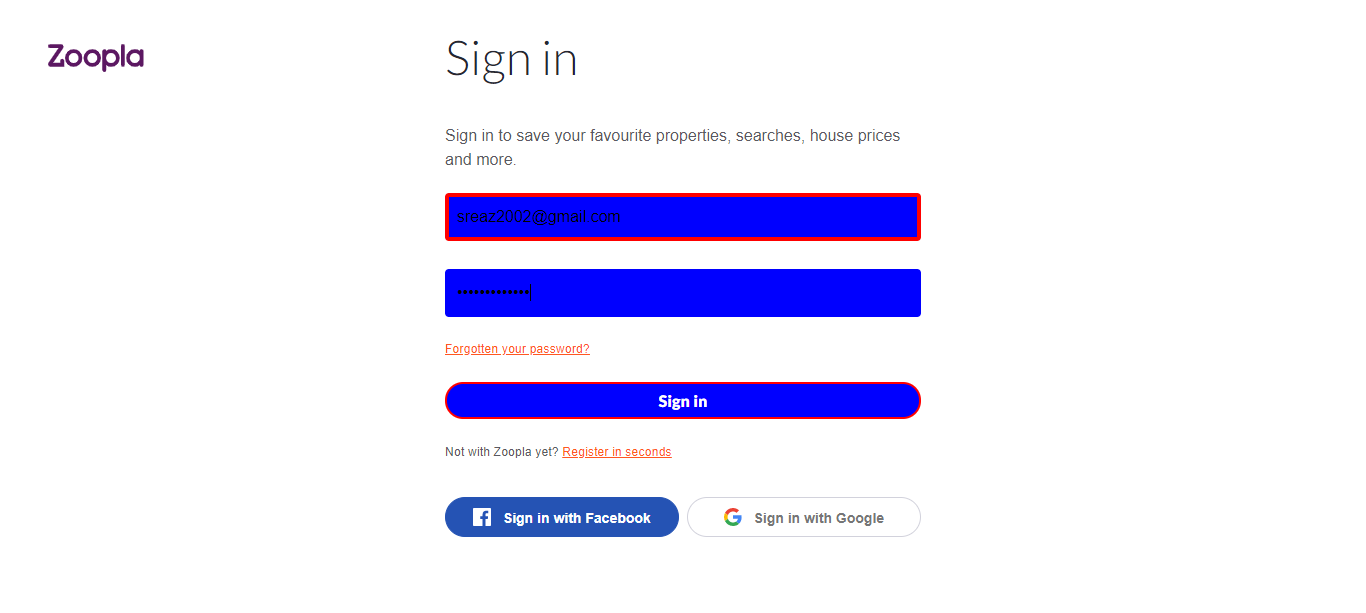 Zoopla
Sign in
Sign in to save your favourite properties, searches, house prices
and more.
sreaz2002@gmail.com
•••••••••••••
Forgotten your password?
Sign in
Not with Zoopla yet? Register in seconds
Sign in with Facebook
Sign in with Google